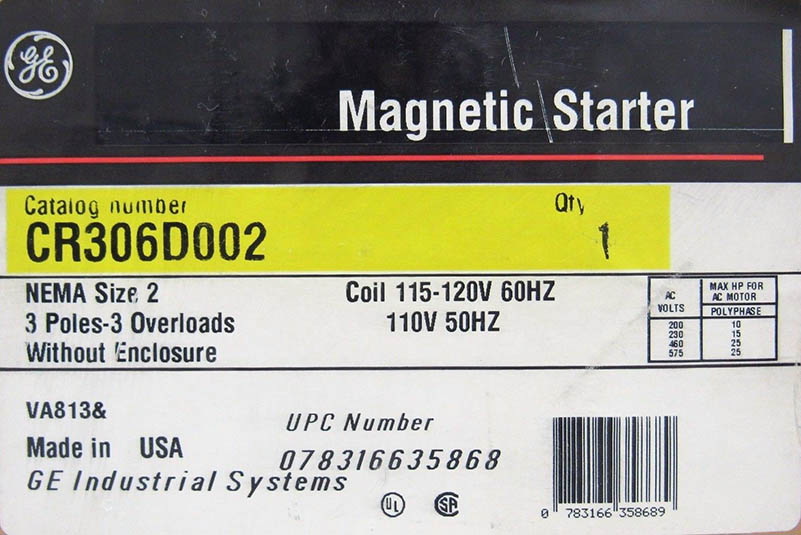 GE
Magnetic Starter
Catalog number Qty
CR306D002 1
NEMA Size 2 Coil 115-120V 60HZ
3 Poles-3 Overloads 110V 50HZ
Without Enclosure
AC VOLTS MAX HP FOR AC MOTOR
POLYPHASE
200 10
230 15
460 25
575 25
VA813&
UPC Number
Made in USA 078316635868
GE Industrial Systems
UL SA
0 783166 358689